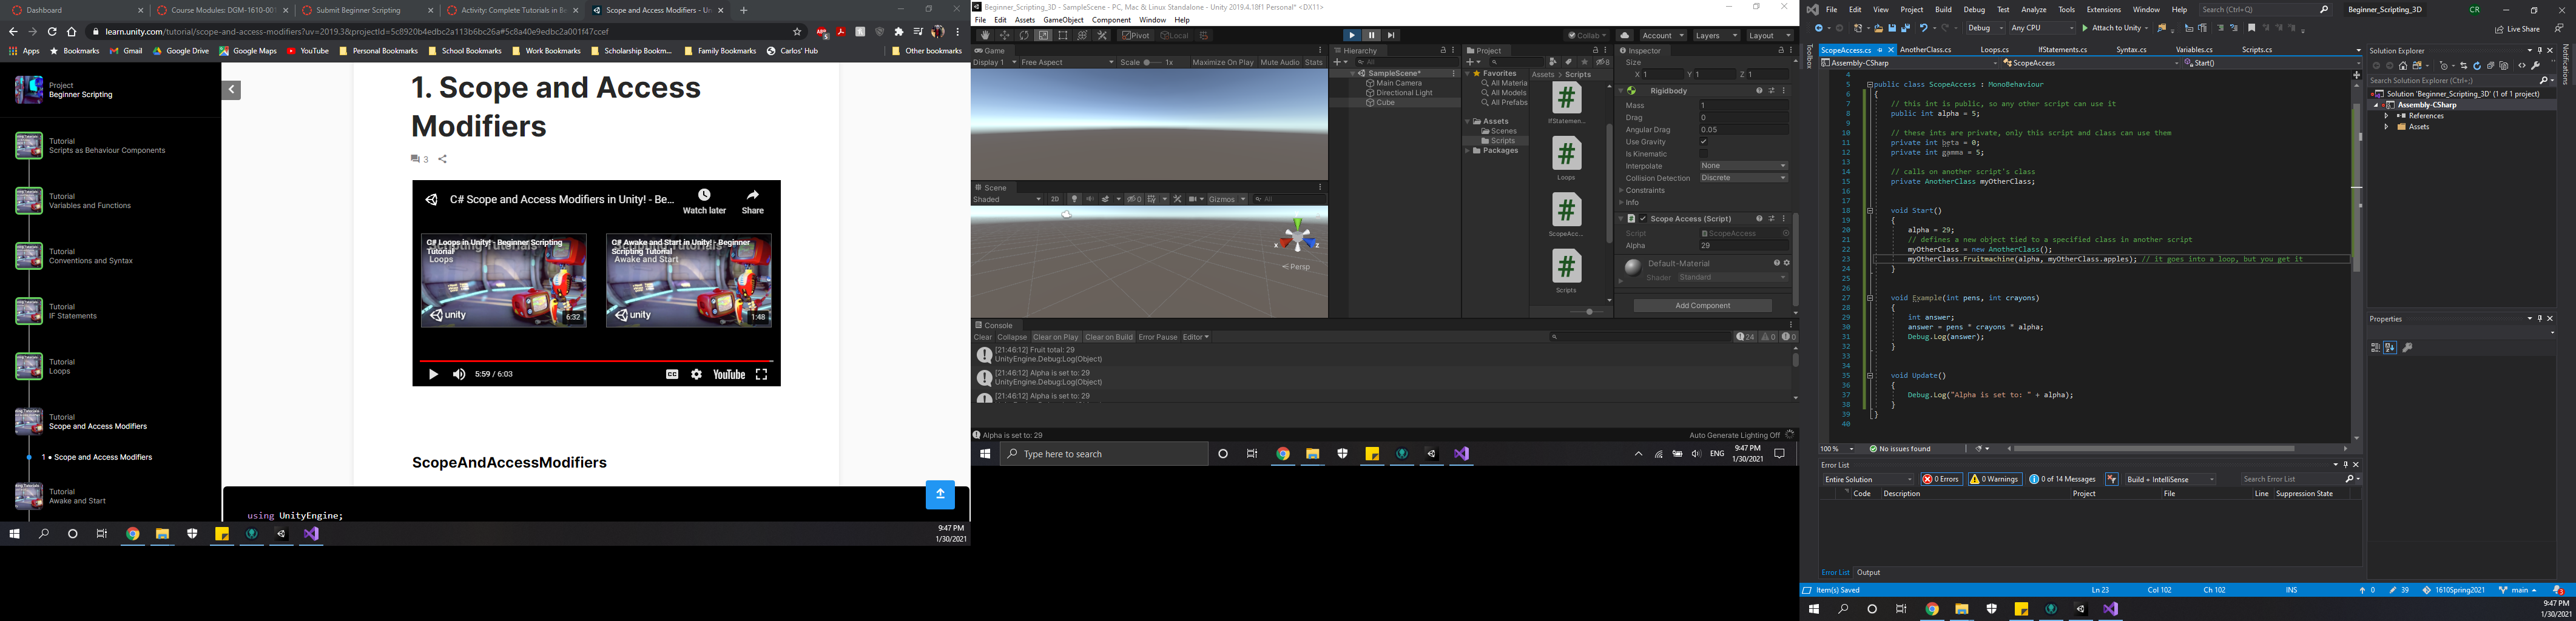 Dashboard
Course Modules: DGM-1610-001
Submit Beginner Scripting
Activity: Complete Tutorials in Be
Scope and Access Modifiers - Un
learn.unity.com/tutorial/scope-and-access-modifiers?uv=2019.3&projectId=5c8920b4edbc2a113b6bc26a#5c8a40e9edbc2a001f47ccef
Apps
Bookmarks
Gmail
Google Drive
Google Maps
YouTube
Personal Bookmarks
School Bookmarks
Work Bookmarks
Scholarship Bookm...
Family Bookmarks
Carlos' Hub
Other bookmarks
Project
Beginner Scripting
Tutorial
Scripts as Behaviour Components
Tutorial
Variables and Functions
Tutorial
Conventions and Syntax
Tutorial
IF Statements
Tutorial
Loops
Tutorial
Scope and Access Modifiers
1 • Scope and Access Modifiers
Tutorial
Awake and Start
1. Scope and Access
Modifiers
3
C# Scope and Access Modifiers in Unity! - Be...
Watch later
Share
C# Loops in Unity! - Beginner Scripting
Tutorial
Loops
unity
6:32
C# Awake and Start in Unity! - Beginner
Scripting Tutorial
Awake and Start
unity
1:48
5:59 / 6:03
CC
YouTube
ScopeAndAccessModifiers
using UnityEngine;
9:47 PM
1/30/2021
Beginner_Scripting_3D - SampleScene - PC, Mac & Linux Standalone - Unity 2019.4.18f1 Personal* <DX11>
File Edit Assets GameObject Component Window Help
Pivot
Local
Collab
Account
Layers
Layout
Game
Display 1
Free Aspect
Scale
1x
Maximize On Play
Mute Audio
Stats
Scene
Shaded
2D
0
Gizmos
All
x
z
Persp
Hierarchy
All
SampleScene*
Main Camera
Directional Light
Cube
Project
8
Favorites
All Materia
All Models
All Prefabs
Assets
Scenes
Scripts
Packages
Assets > Scripts
IfStatemen...
Loops
ScopeAcc...
Scripts
Inspector
Size
X 1 Y 1 Z 1
Rigidbody
Mass 1
Drag 0
Angular Drag 0.05
Use Gravity
Is Kinematic
Interpolate None
Collision Detection Discrete
Constraints
Info
Scope Access (Script)
Script ScopeAccess
Alpha 29
Default-Material
Shader Standard
Add Component
Console
Clear Collapse Clear on Play Clear on Build Error Pause Editor
24 0 0
[21:46:12] Fruit total: 29
UnityEngine.Debug:Log(Object)
[21:46:12] Alpha is set to: 29
UnityEngine.Debug:Log(Object)
[21:46:12] Alpha is set to: 29
Alpha is set to: 29
Auto Generate Lighting Off
Type here to search
ENG
9:47 PM
1/30/2021
File Edit View Project Build Debug Test Analyze Tools Extensions Window Help
Search (Ctrl+Q)
Beginner_Scripting_3D
CR
Debug
Any CPU
Attach to Unity
Live Share
Toolbox
Notifications
ScopeAccess.cs
AnotherClass.cs
Loops.cs
IfStatements.cs
Syntax.cs
Variables.cs
Scripts.cs
Assembly-CSharp
ScopeAccess
Start()
4
5 public class ScopeAccess : MonoBehaviour
6 {
7 // this int is public, so any other script can use it
8 public int alpha = 5;
9
10 // these ints are private, only this script and class can use them
11 private int beta = 0;
12 private int gamma = 5;
13
14 // calls on another script's class
15 private AnotherClass myOtherClass;
16
17
18 void Start()
19 {
20 alpha = 29;
21 // defines a new object tied to a specified class in another script
22 myOtherClass = new AnotherClass();
23 myOtherClass.Fruitmachine(alpha, myOtherClass.apples); // it goes into a loop, but you get it
24 }
25
26
27 void Example(int pens, int crayons)
28 {
29 int answer;
30 answer = pens * crayons * alpha;
31 Debug.Log(answer);
32 }
33
34
35 void Update()
36 {
37 Debug.Log("Alpha is set to: " + alpha);
38 }
39 }
40
100 %
No issues found
Error List
Entire Solution
0 Errors
0 Warnings
0 of 14 Messages
Build + IntelliSense
Search Error List
Code Description Project File Line Suppression State
Error List Output
Solution Explorer
Search Solution Explorer (Ctrl+;)
Solution 'Beginner_Scripting_3D' (1 of 1 project)
Assembly-CSharp
References
Assets
Properties
Item(s) Saved
Ln 23
Col 102
Ch 102
INS
0
39
1610Spring2021
main
3
9:47 PM
1/30/2021